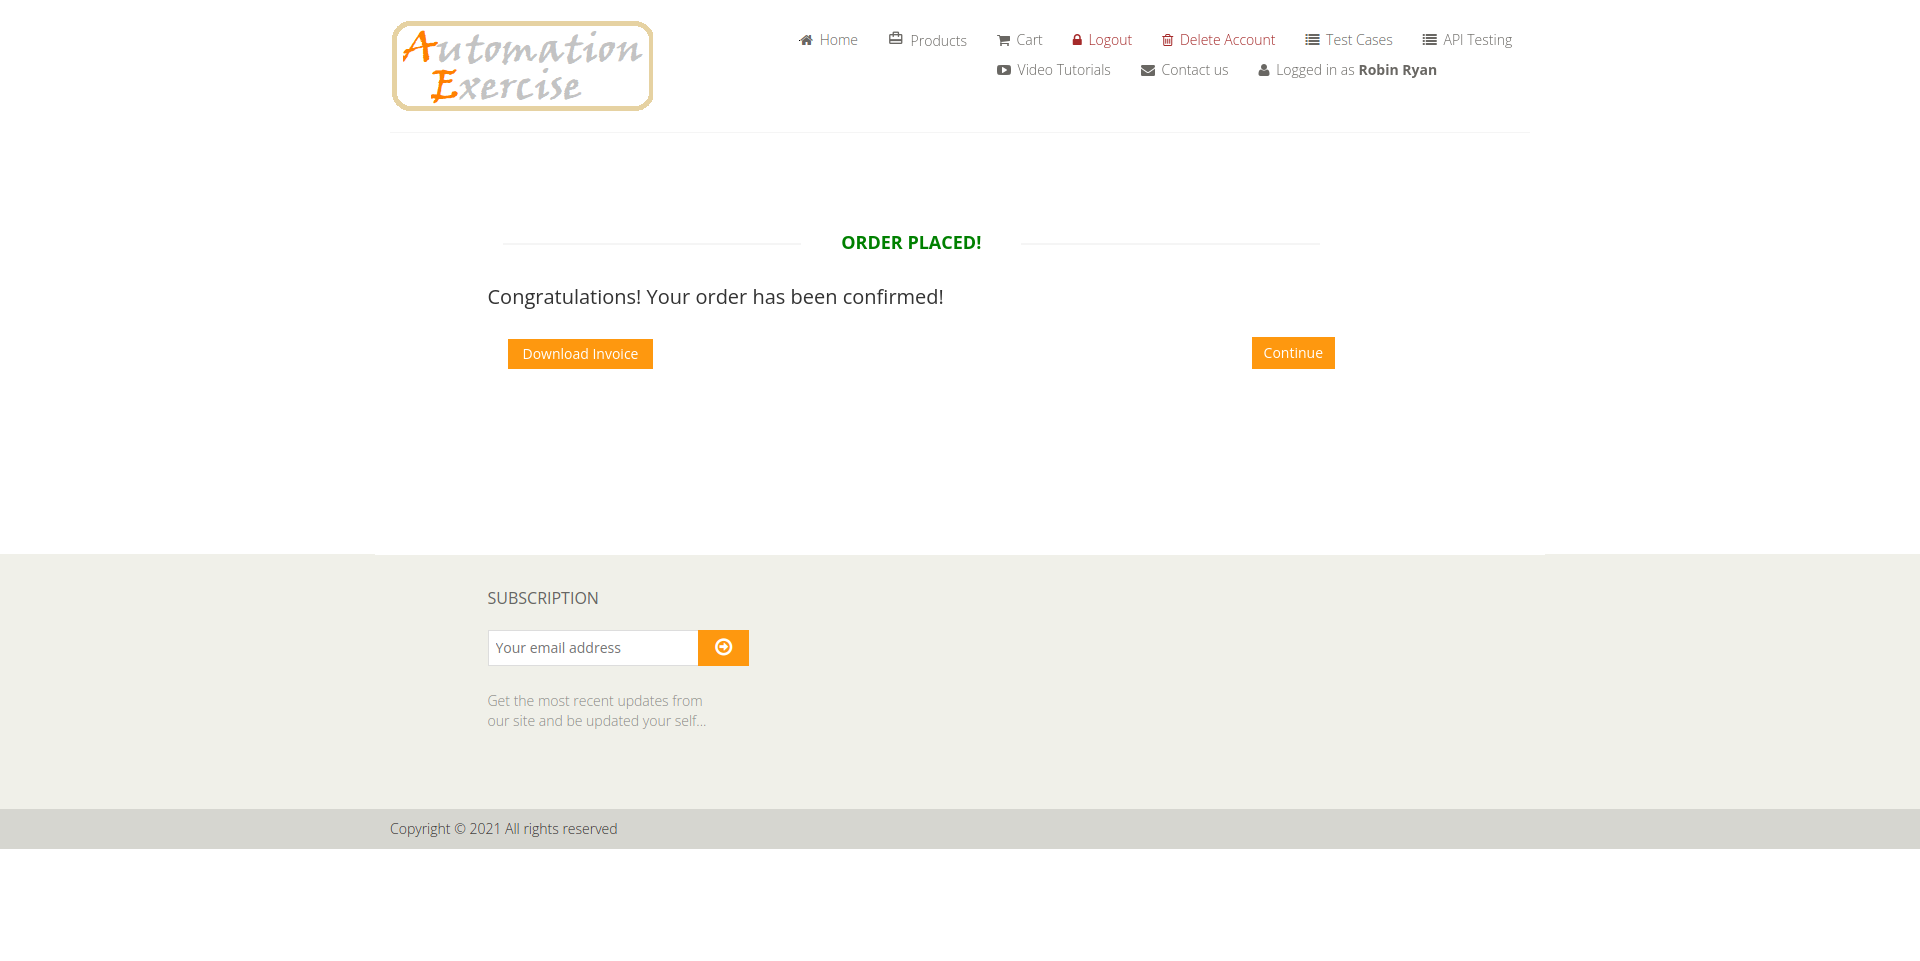 Automation
Exercise
Home Products Cart Logout Delete Account Test Cases API Testing
Video Tutorials Contact us Logged in as Robin Ryan
ORDER PLACED!
Congratulations! Your order has been confirmed!
Download Invoice Continue
SUBSCRIPTION
Your email address
Get the most recent updates from
our site and be updated your self...
Copyright © 2021 All rights reserved